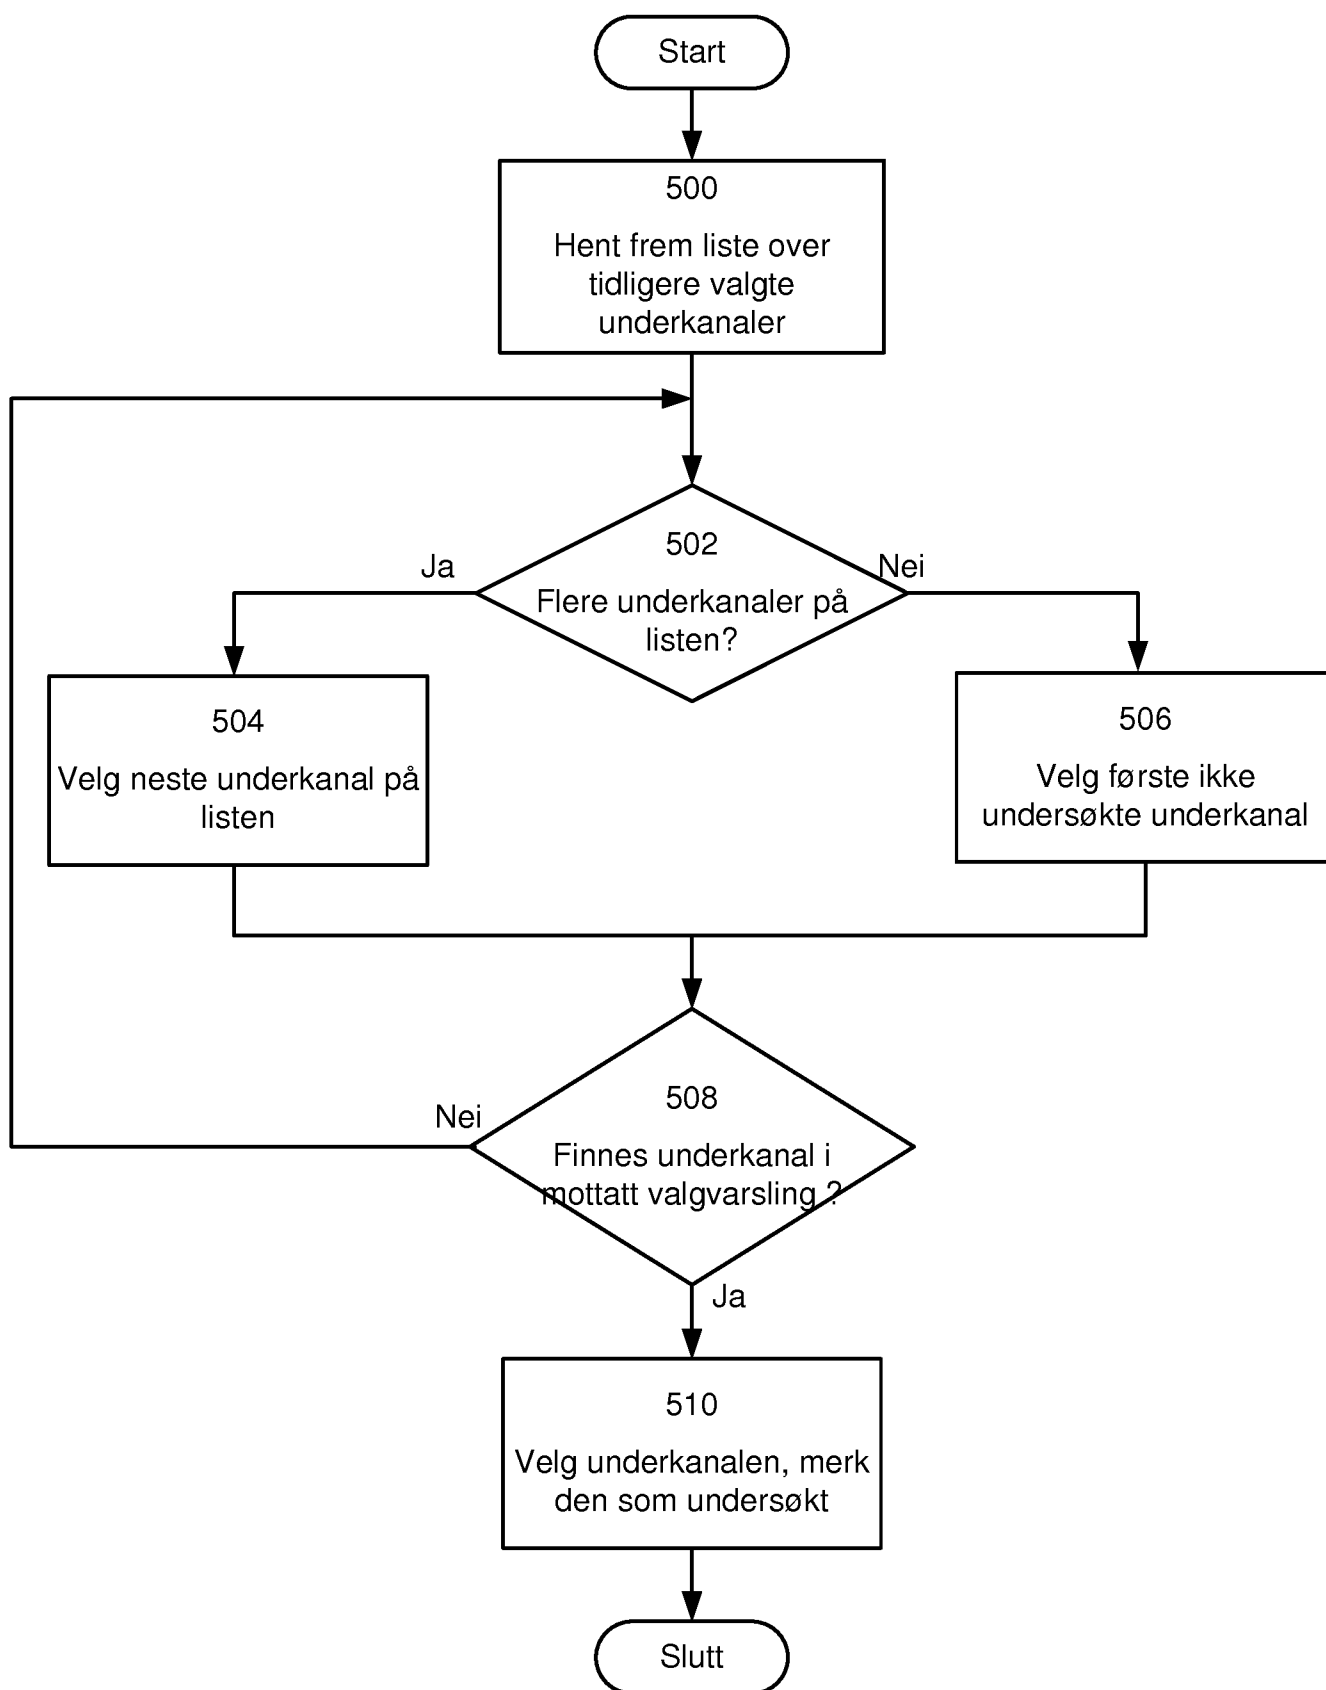 Start
500
Hent frem liste over
tidligere valgte
underkanaler
502
Ja
Nei
Flere underkanaler på
listen?
504
Velg neste underkanal på
listen
506
Velg første ikke
undersøkte underkanal
508
Nei
Finnes underkanal i
mottatt valgvarsling ?
Ja
510
Velg underkanalen, merk
den som undersøkt
Slutt